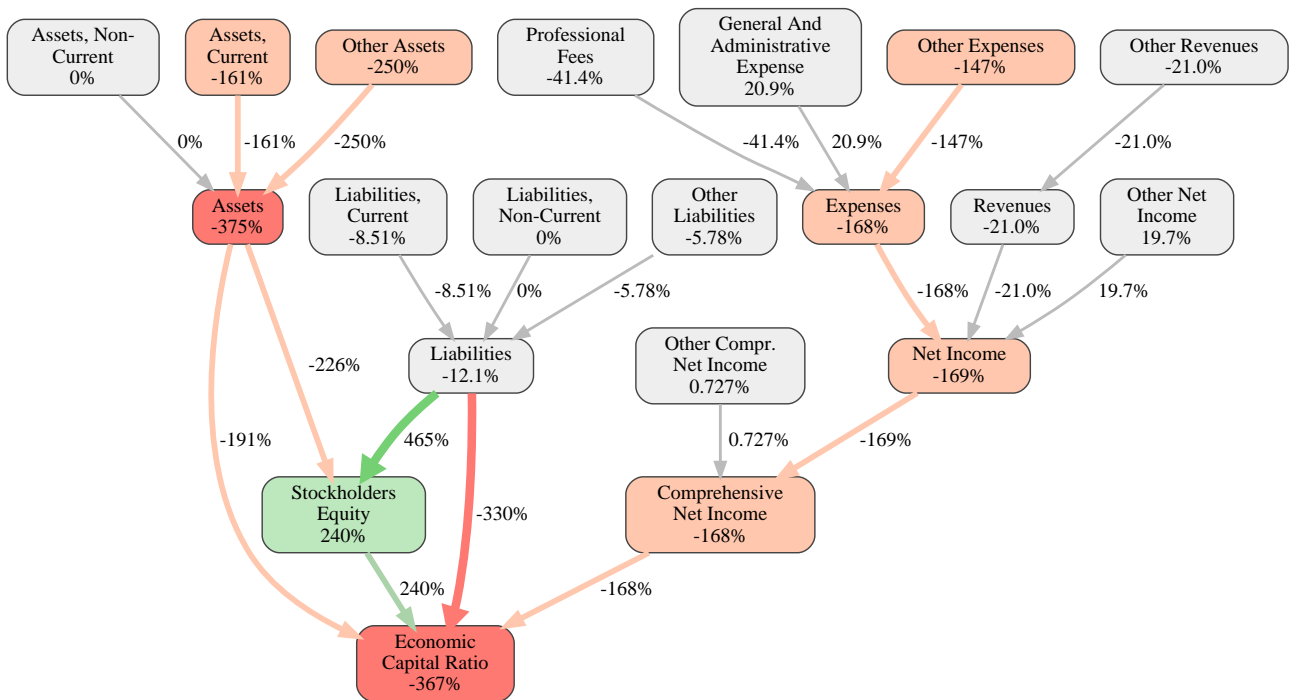 Assets, Non-
Current
0%
Assets,
Current
-161%
Other Assets
-250%
Professional
Fees
-41.4%
General And
Administrative
Expense
20.9%
Other Expenses
-147%
Other Revenues
-21.0%
0%
-161%
-250%
-41.4%
20.9%
-147%
-21.0%
Assets
-375%
Liabilities,
Current
-8.51%
Liabilities,
Non-Current
0%
Other
Liabilities
-5.78%
Expenses
-168%
Revenues
-21.0%
Other Net
Income
19.7%
-8.51%
0%
-5.78%
-168%
-21.0%
19.7%
-226%
Liabilities
-12.1%
Other Compr.
Net Income
0.727%
Net Income
-169%
-191%
465%
0.727%
-169%
Stockholders
Equity
240%
-330%
Comprehensive
Net Income
-168%
240%
-168%
Economic
Capital Ratio
-367%